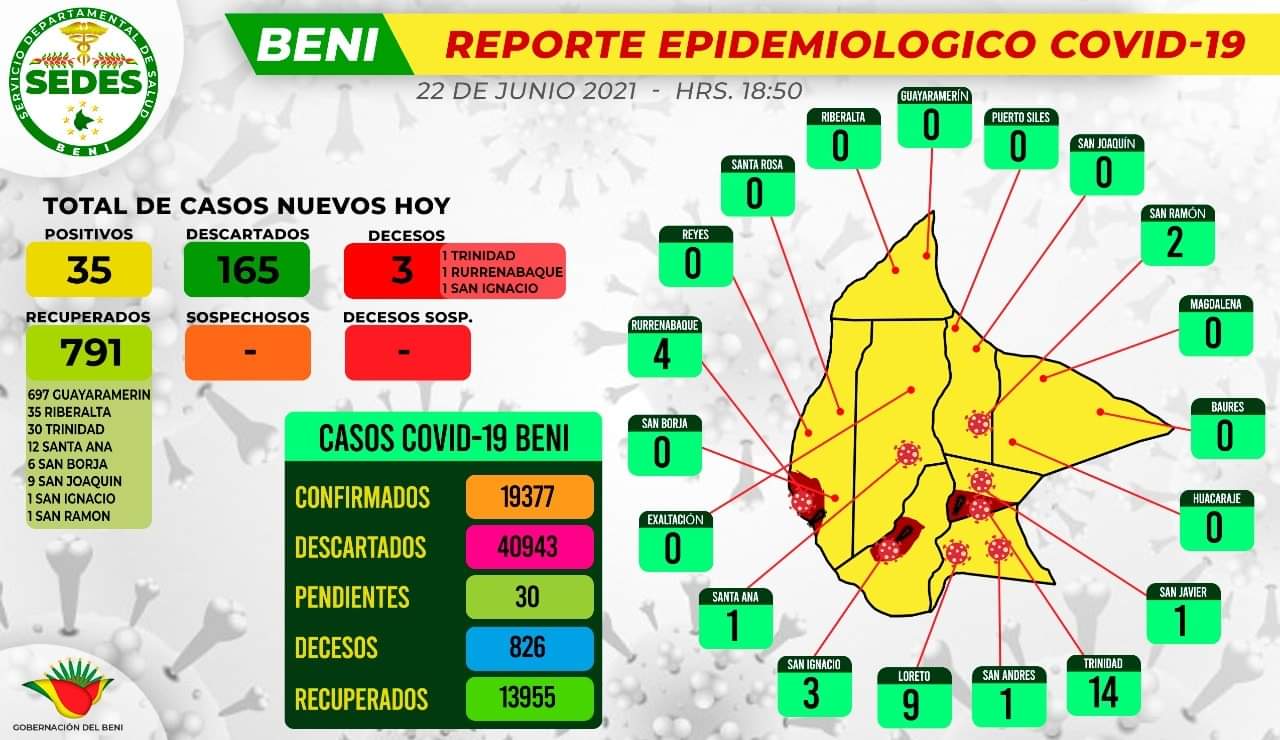 SERVICIO DEPARTAMENTAL DE SALUD
SEDES
BENI
BENI
REPORTE EPIDEMIOLOGICO COVID-19
22 DE JUNIO 2021 - HRS. 18:50
TOTAL DE CASOS NUEVOS HOY
POSITIVOS
35
DESCARTADOS
165
DECESOS
3
1 TRINIDAD
1 RURRENABAQUE
1 SAN IGNACIO
RECUPERADOS
791
697 GUAYARAMERIN
35 RIBERALTA
30 TRINIDAD
12 SANTA ANA
6 SAN BORJA
9 SAN JOAQUIN
1 SAN IGNACIO
1 SAN RAMON
SOSPECHOSOS
-
DECESOS SOSP.
-
CASOS COVID-19 BENI
CONFIRMADOS 19377
DESCARTADOS 40943
PENDIENTES 30
DECESOS 826
RECUPERADOS 13955
GOBERNACIÓN DEL BENI
GUAYARAMERÍN
0
RIBERALTA
0
PUERTO SILES
0
SAN JOAQUÍN
0
SANTA ROSA
0
SAN RAMÓN
2
REYES
0
MAGDALENA
0
RURRENABAQUE
4
BAURES
0
SAN BORJA
0
HUACARAJE
0
EXALTACIÓN
0
SAN JAVIER
1
SANTA ANA
1
SAN IGNACIO
3
LORETO
9
SAN ANDRES
1
TRINIDAD
14